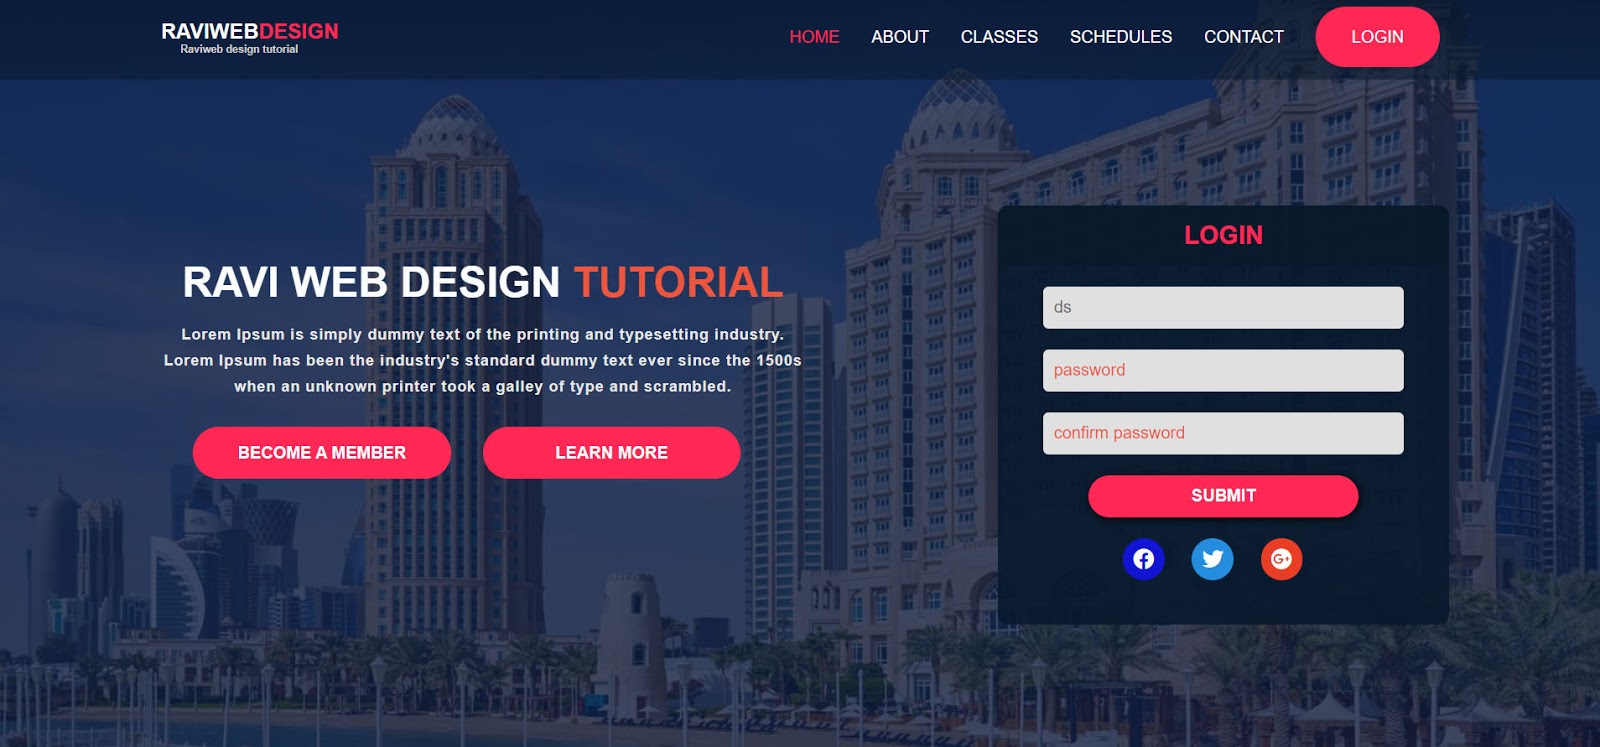 RAVIWEBDESIGN
Raviweb design tutorial
HOME ABOUT CLASSES SCHEDULES CONTACT LOGIN
RAVI WEB DESIGN TUTORIAL
Lorem Ipsum is simply dummy text of the printing and typesetting industry.
Lorem Ipsum has been the industry's standard dummy text ever since the 1500s
when an unknown printer took a galley of type and scrambled.
BECOME A MEMBER LEARN MORE
LOGIN
ds
password
confirm password
SUBMIT
G+